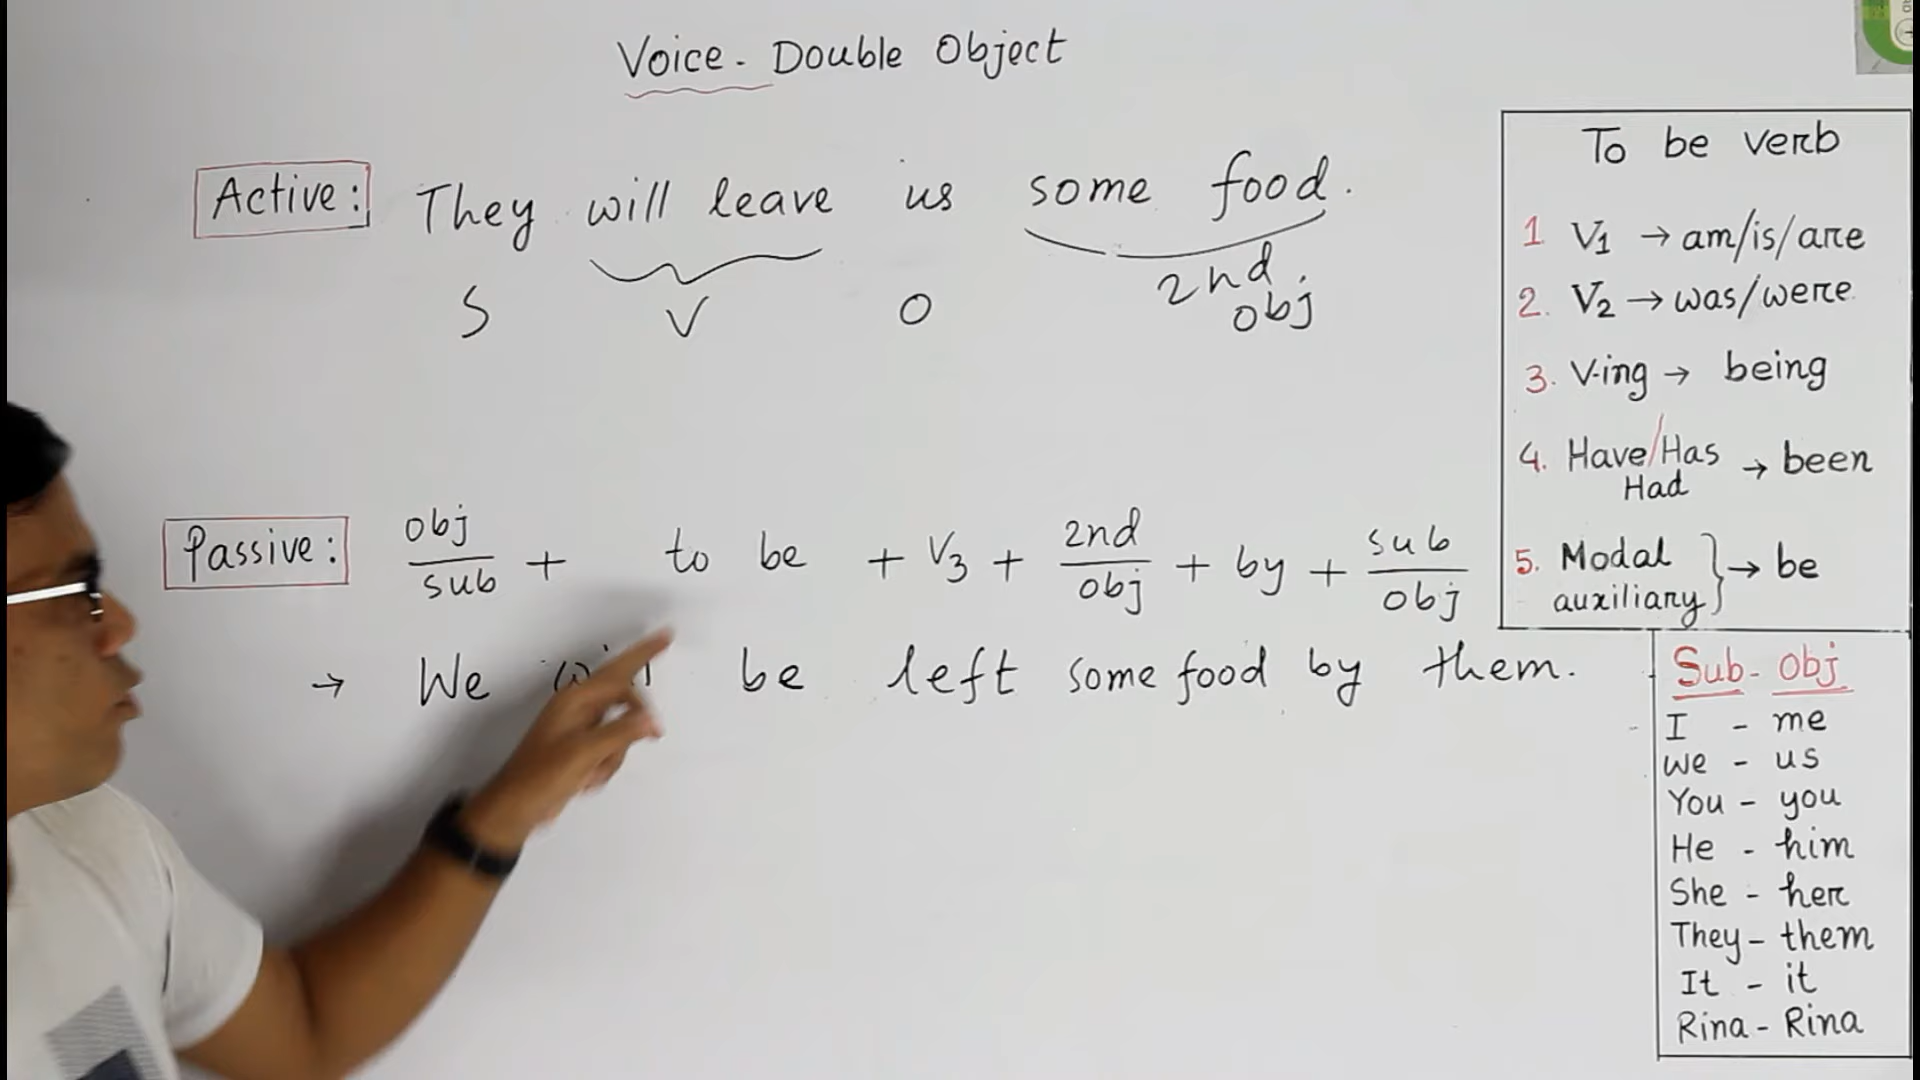 Voice - Double Object
Active: They will leave us some food.
S V O 2nd obj
Passive: obj/sub + to be + V3 + 2nd/obj + by + sub/obj
→ We will be left some food by them.
To be verb
1. V1 → am/is/are
2. V2 → was/were
3. V-ing → being
4. Have/Has → been
Had
5. Modal auxiliary } → be
Sub - Obj
I - me
We - us
You - you
He - him
She - her
They - them
It - it
Rina - Rina